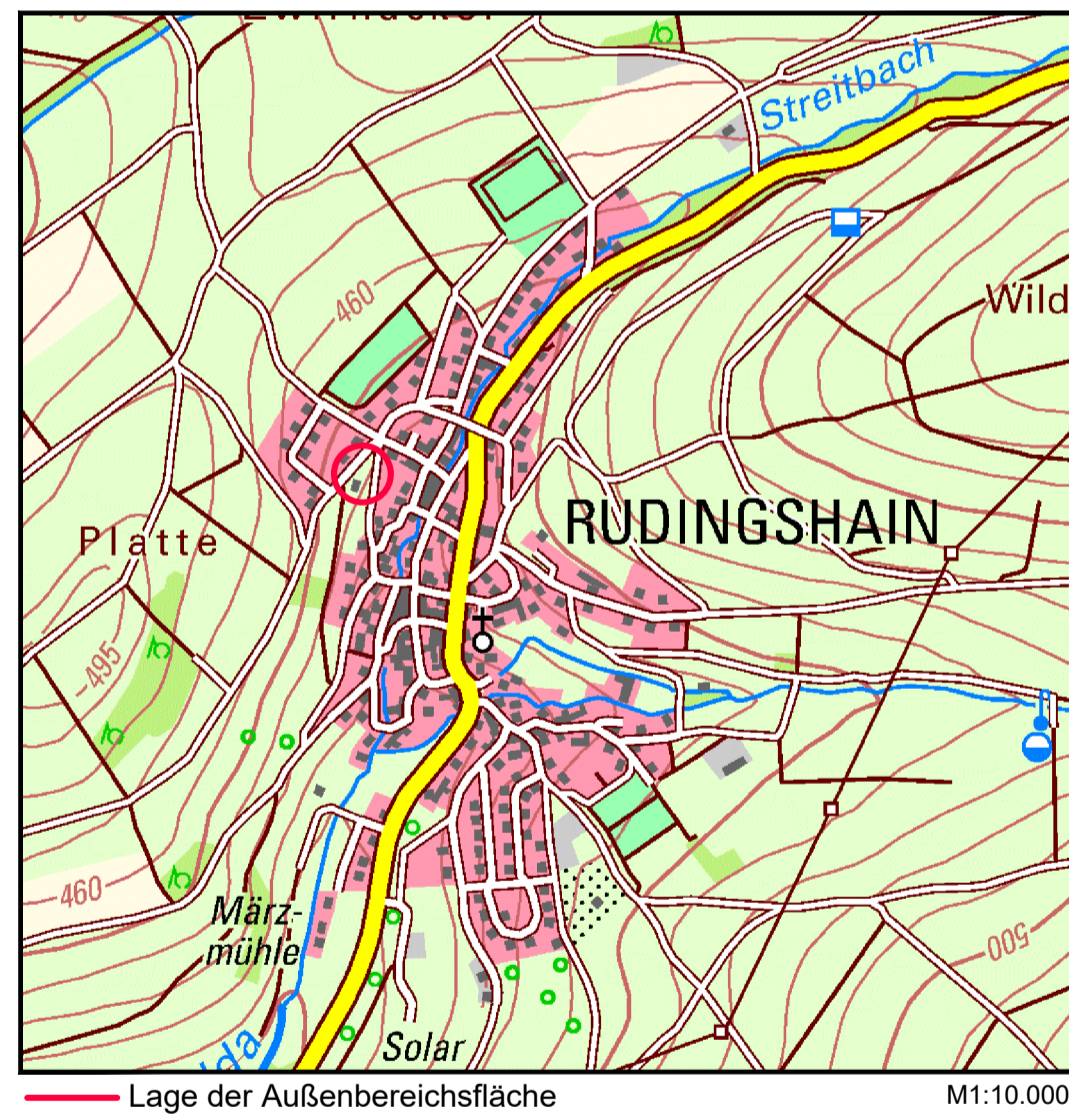 Streitbach
460
Wild
RUDINGSHAIN
Platte
495
460
März-
mühle
500
Solar
Lage der Außenbereichsfläche
M1:10.000